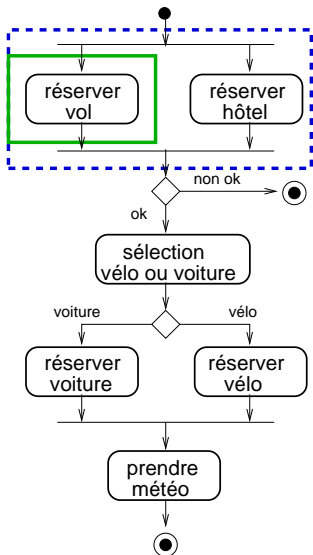 réserver
vol
réserver
hôtel
non ok
ok
sélection
vélo ou voiture
voiture
vélo
réserver
voiture
réserver
vélo
prendre
météo